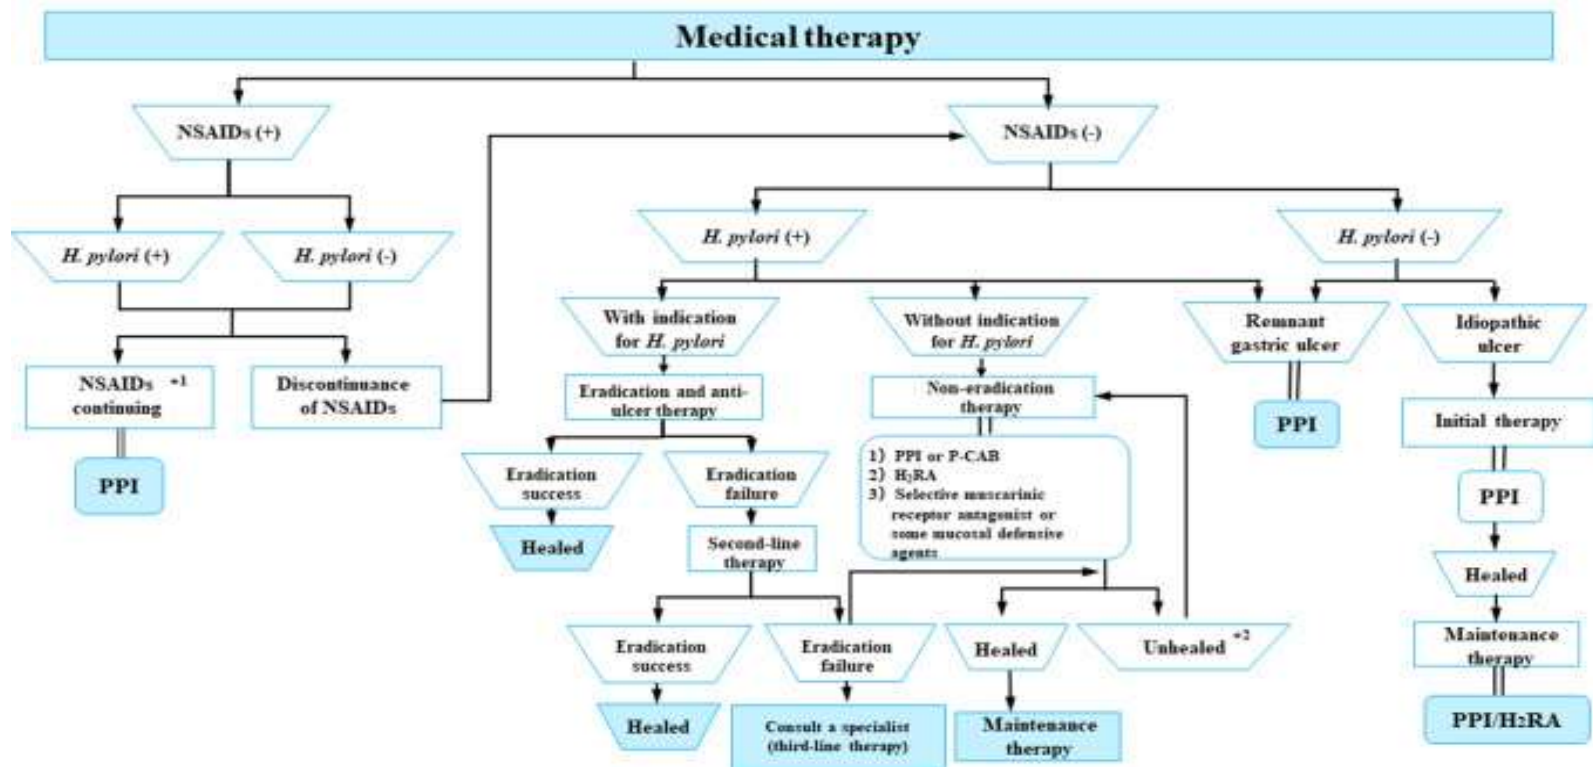 Medical therapy
NSAIDs (+)
NSAIDs (-)
H. pylori (+)
H. pylori (-)
H. pylori (+)
H. pylori (-)
With indication
for H. pylori
Without indication
for H. pylori
Remnant
gastric ulcer
Idiopathic
ulcer
NSAIDs *1
continuing
Discontinuance
of NSAIDs
Eradication and anti-
ulcer therapy
Non-eradication
therapy
PPI
Initial therapy
PPI
Eradication
success
Eradication
failure
1) PPI or P-CAB
2) H2RA
3) Selective muscarinic
receptor antagonist or
some mucosal defensive
agents
PPI
Healed
Second-line
therapy
Healed
Eradication
success
Eradication
failure
Healed
Unhealed *2
Maintenance
therapy
Healed
Consult a specialist
(third-line therapy)
Maintenance
therapy
PPI/H2RA